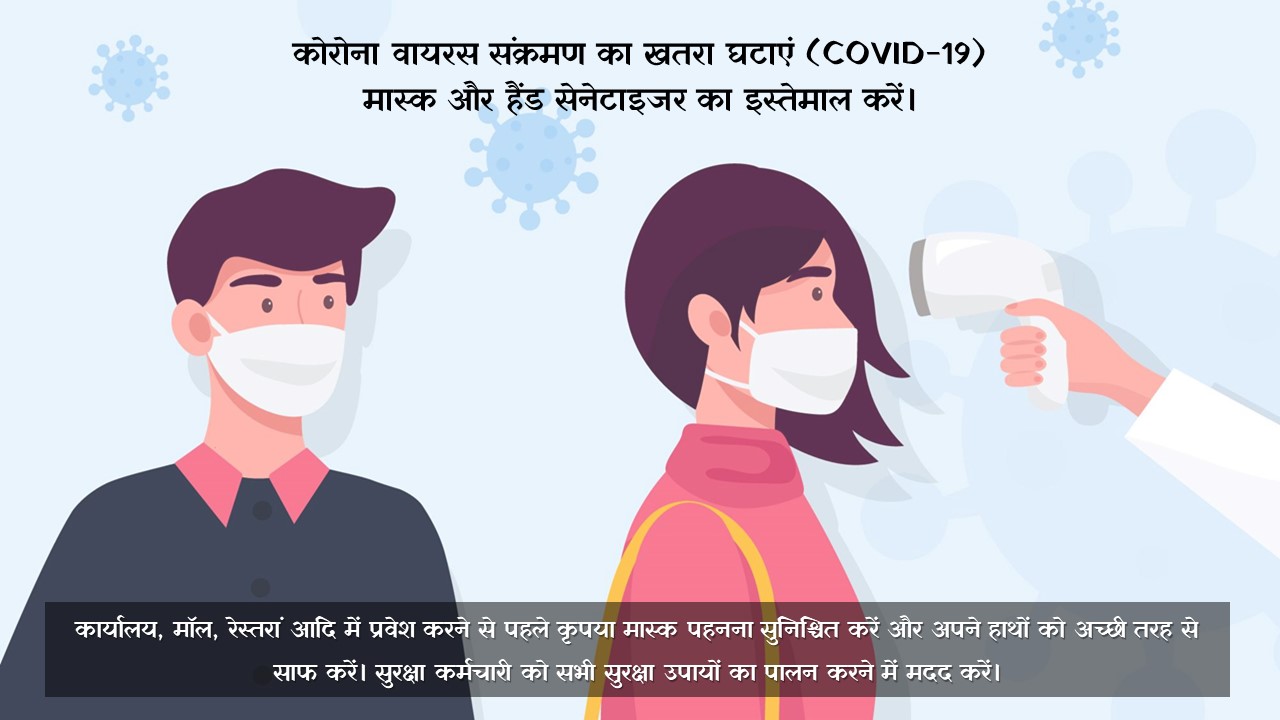 कोरोना वायरस संक्रमण का खतरा घटाएं (COVID-19)
मास्क और हैंड सेनेटाइजर का इस्तेमाल करें।
कार्यालय, मॉल, रेस्तरां आदि में प्रवेश करने से पहले कृपया मास्क पहनना सुनिश्चित करें और अपने हाथों को अच्छी तरह से
साफ करें। सुरक्षा कर्मचारी को सभी सुरक्षा उपायों का पालन करने में मदद करें।